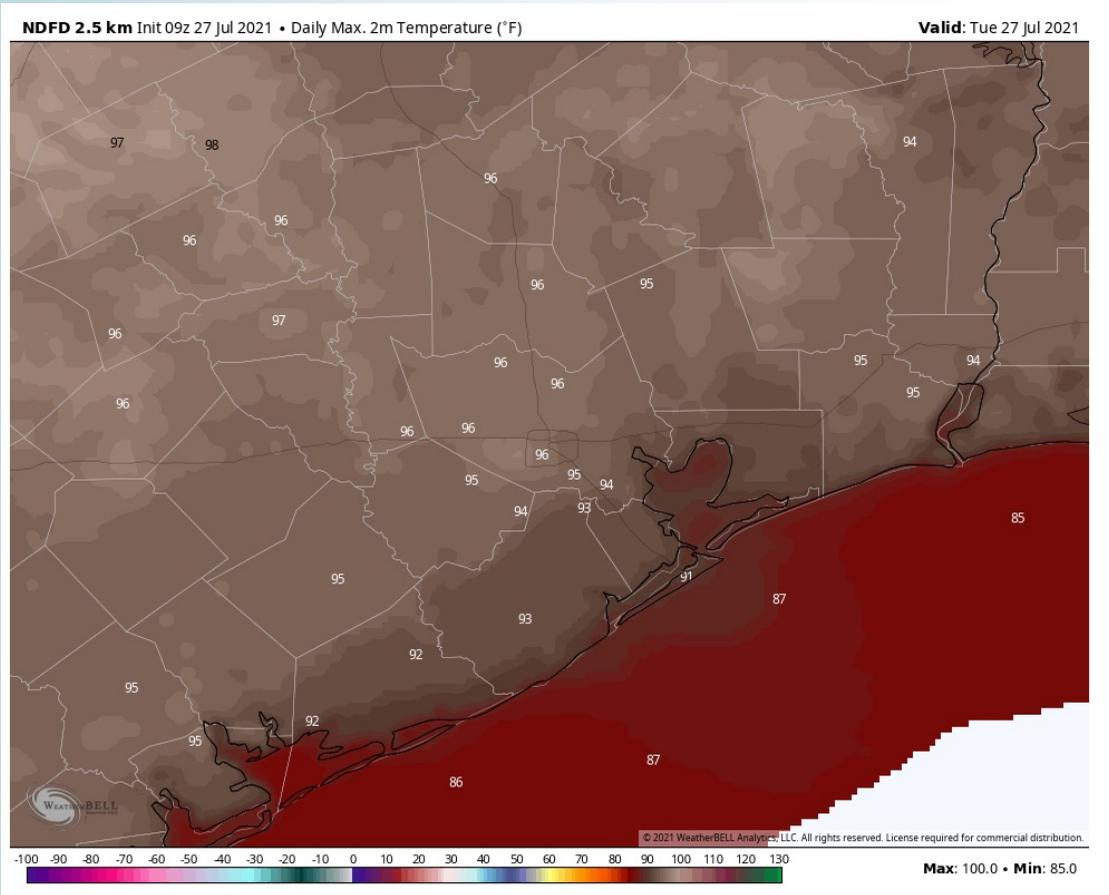 NDFD 2.5 km Init 09z 27 Jul 2021 • Daily Max. 2m Temperature (°F)
Valid: Tue 27 Jul 2021
97 98 94
96
96
96
96 95
97
96
96 95 94
96 95
96
96 96
96
95 95 94
94 93
85
95 91
87
93
92
95
92
95
87
86
WEATHERBELL
© 2021 WeatherBELL Analytics, LLC. All rights reserved. License required for commercial distribution.
-100 -90 -80 -70 -60 -50 -40 -30 -20 -10 0 10 20 30 40 50 60 70 80 90 100 110 120 130
Max: 100.0 • Min: 85.0